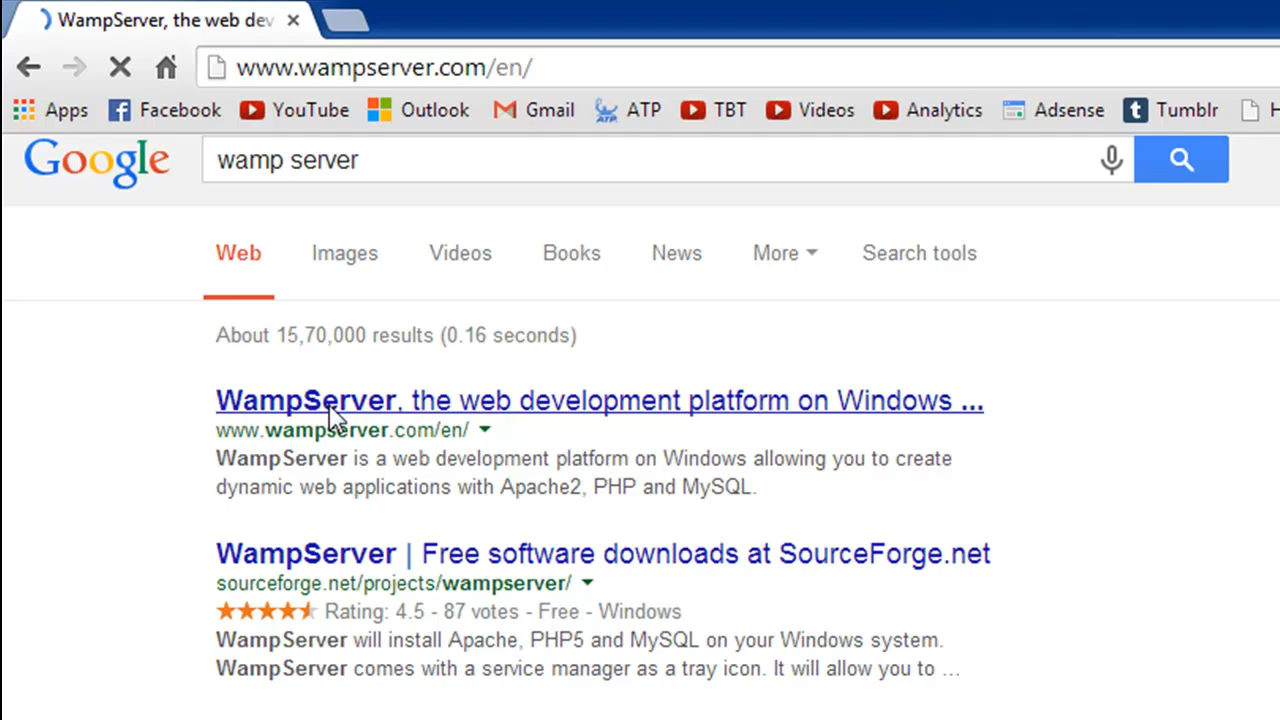 WampServer, the web dev
www.wampserver.com/en/
Apps Facebook YouTube Outlook Gmail ATP TBT Videos Analytics Adsense Tumblr H
Google wamp server
Web Images Videos Books News More Search tools
About 15,70,000 results (0.16 seconds)
WampServer, the web development platform on Windows ...
www.wampserver.com/en/
WampServer is a web development platform on Windows allowing you to create
dynamic web applications with Apache2, PHP and MySQL.
WampServer | Free software downloads at SourceForge.net
sourceforge.net/projects/wampserver/
Rating: 4.5 - 87 votes - Free - Windows
WampServer will install Apache, PHP5 and MySQL on your Windows system.
WampServer comes with a service manager as a tray icon. It will allow you to ...